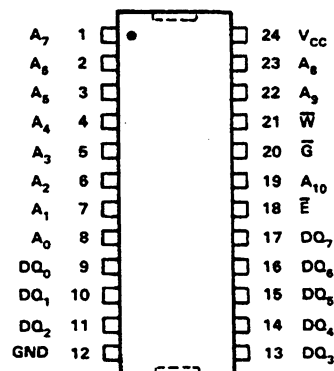 A₇ 1 24 V_CC
A₆ 2 23 A₈
A₅ 3 22 A₉
A₄ 4 21 W̅
A₃ 5 20 G̅
A₂ 6 19 A₁₀
A₁ 7 18 E̅
A₀ 8 17 DQ₇
DQ₀ 9 16 DQ₆
DQ₁ 10 15 DQ₅
DQ₂ 11 14 DQ₄
GND 12 13 DQ₃